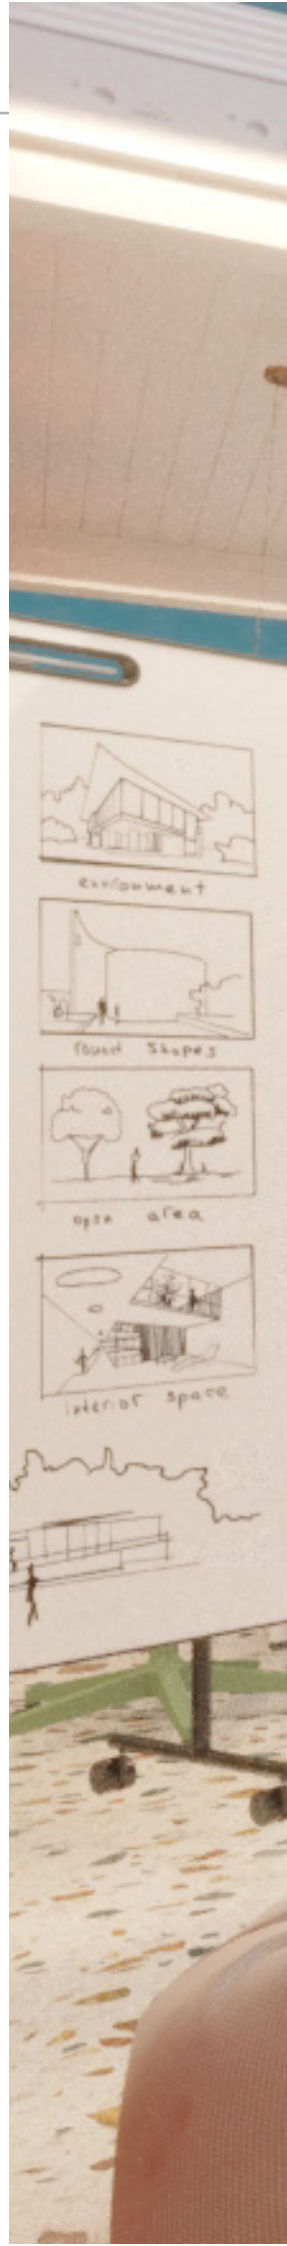 environment
round shapes
open area
interior space